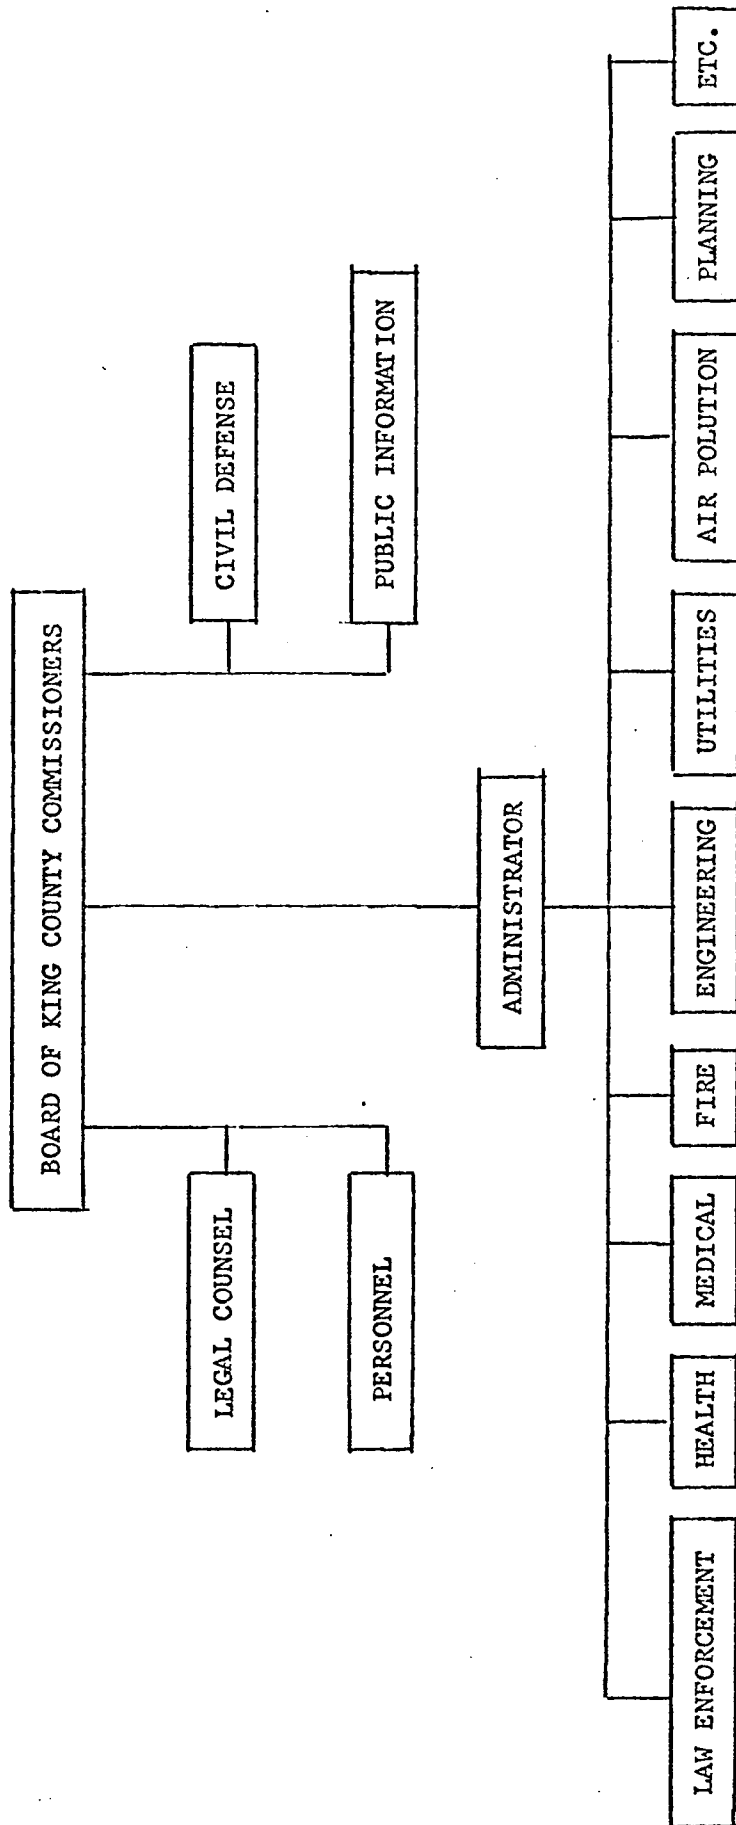 BOARD OF KING COUNTY COMMISSIONERS
LEGAL COUNSEL
CIVIL DEFENSE
PERSONNEL
PUBLIC INFORMATION
ADMINISTRATOR
LAW ENFORCEMENT
HEALTH
MEDICAL
FIRE
ENGINEERING
UTILITIES
AIR POLUTION
PLANNING
ETC.